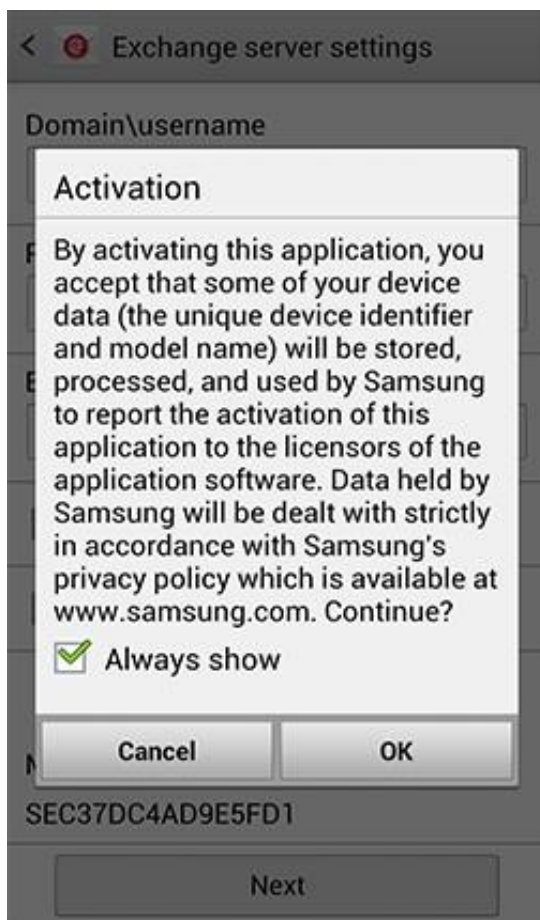 Exchange server settings
Domain\username
Activation
By activating this application, you
accept that some of your device
data (the unique device identifier
and model name) will be stored,
processed, and used by Samsung
to report the activation of this
application to the licensors of the
application software. Data held by
Samsung will be dealt with strictly
in accordance with Samsung's
privacy policy which is available at
www.samsung.com. Continue?
Always show
Cancel OK
SEC37DC4AD9E5FD1
Next